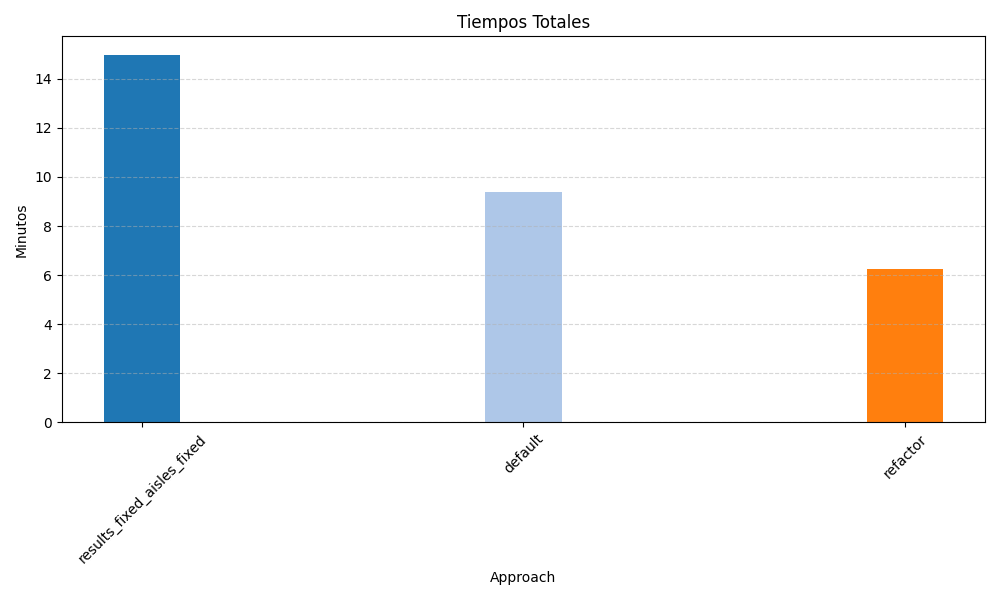 Tiempos Totales
Minutos
14
12
10
8
6
4
2
0
results_fixed_aisles_fixed
default
refactor
Approach